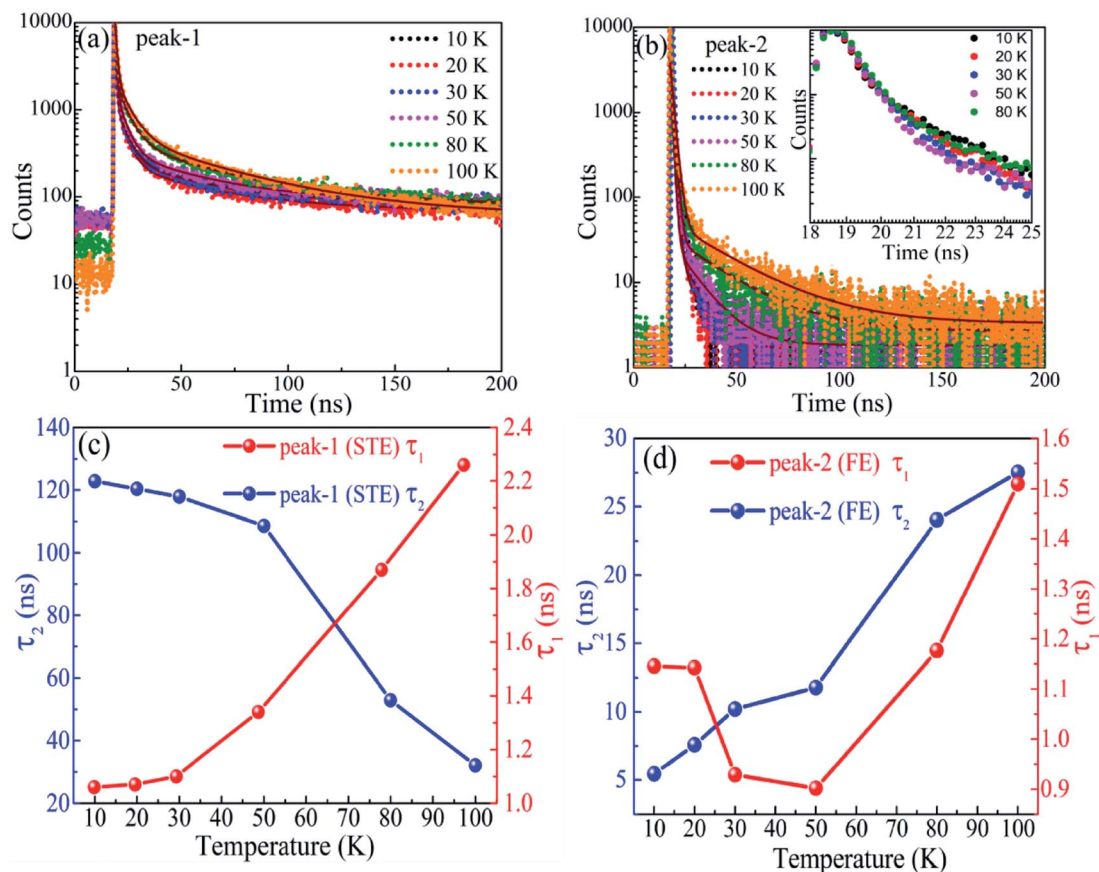 (a) peak-1
10 K
20 K
30 K
50 K
80 K
100 K
10000
1000
100
10
1
Counts
0 50 100 150 200
Time (ns)
(b) peak-2
10 K
20 K
30 K
50 K
80 K
100 K
10000
1000
100
10
1
Counts
0 50 100 150 200
Time (ns)
10 K
20 K
30 K
50 K
80 K
Counts
18 19 20 21 22 23 24 25
Time (ns)
(c)
peak-1 (STE) τ1
peak-1 (STE) τ2
140
120
100
80
60
40
20
τ2 (ns)
2.4
2.2
2.0
1.8
1.6
1.4
1.2
1.0
τ1 (ns)
10 20 30 40 50 60 70 80 90 100
Temperature (K)
(d)
peak-2 (FE) τ1
peak-2 (FE) τ2
30
25
20
15
10
5
τ2 (ns)
1.6
1.5
1.4
1.3
1.2
1.1
1.0
0.9
τ1 (ns)
10 20 30 40 50 60 70 80 90 100
Temperature (K)